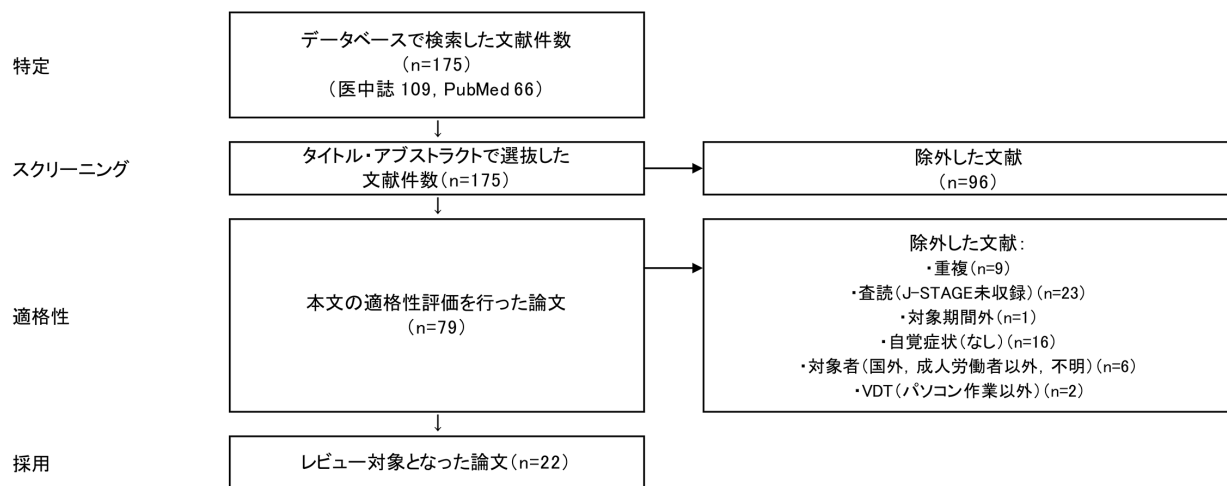 特定
データベースで検索した文献件数
(n=175)
(医中誌 109, PubMed 66)
↓
スクリーニング
タイトル・アブストラクトで選抜した
文献件数(n=175)
除外した文献
(n=96)
↓
適格性
本文の適格性評価を行った論文
(n=79)
除外した文献:
・重複(n=9)
・査読(J-STAGE未収録)(n=23)
・対象期間外(n=1)
・自覚症状(なし)(n=16)
・対象者(国外, 成人労働者以外, 不明)(n=6)
・VDT(パソコン作業以外)(n=2)
↓
採用
レビュー対象となった論文(n=22)